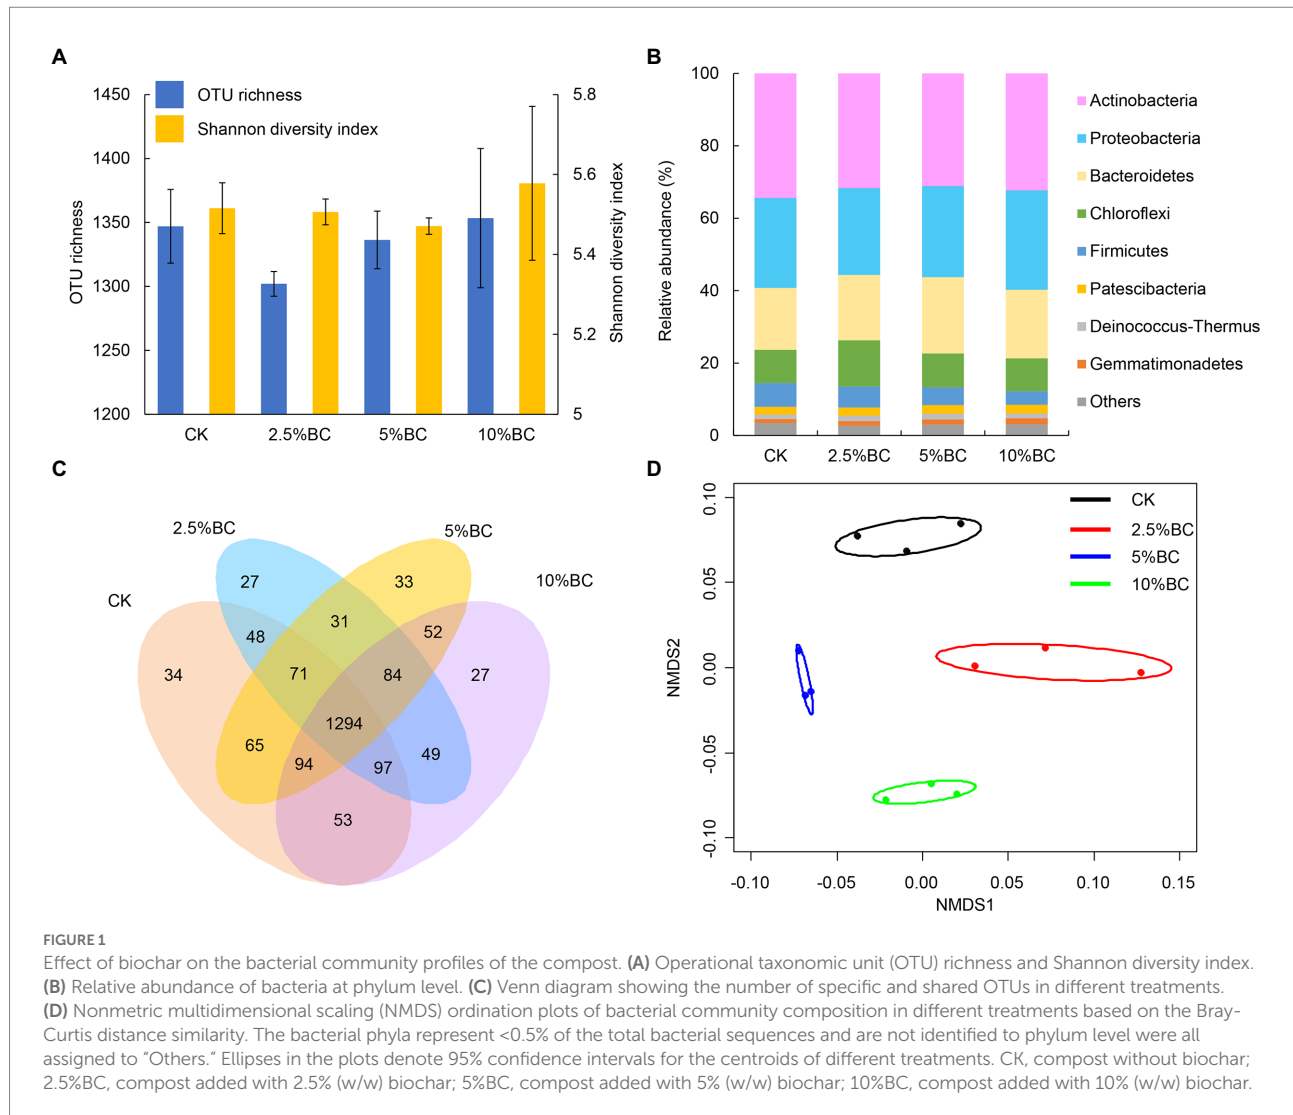 A
OTU richness
Shannon diversity index
1450
1400
1350
1300
1250
1200
OTU richness
5.8
5.6
5.4
5.2
5
Shannon diversity index
CK
2.5%BC
5%BC
10%BC
B
100
80
60
40
20
0
Relative abundance (%)
CK
2.5%BC
5%BC
10%BC
Actinobacteria
Proteobacteria
Bacteroidetes
Chloroflexi
Firmicutes
Patescibacteria
Deinococcus-Thermus
Gemmatimonadetes
Others
C
2.5%BC
5%BC
CK
10%BC
27
33
31
48
52
34
71
84
27
1294
65
94
97
49
53
D
CK
2.5%BC
5%BC
10%BC
0.10
0.05
0.00
-0.05
-0.10
NMDS2
-0.10
-0.05
0.00
0.05
0.10
0.15
NMDS1
FIGURE 1
Effect of biochar on the bacterial community profiles of the compost. (A) Operational taxonomic unit (OTU) richness and Shannon diversity index.
(B) Relative abundance of bacteria at phylum level. (C) Venn diagram showing the number of specific and shared OTUs in different treatments.
(D) Nonmetric multidimensional scaling (NMDS) ordination plots of bacterial community composition in different treatments based on the Bray-
Curtis distance similarity. The bacterial phyla represent <0.5% of the total bacterial sequences and are not identified to phylum level were all
assigned to “Others.” Ellipses in the plots denote 95% confidence intervals for the centroids of different treatments. CK, compost without biochar;
2.5%BC, compost added with 2.5% (w/w) biochar; 5%BC, compost added with 5% (w/w) biochar; 10%BC, compost added with 10% (w/w) biochar.